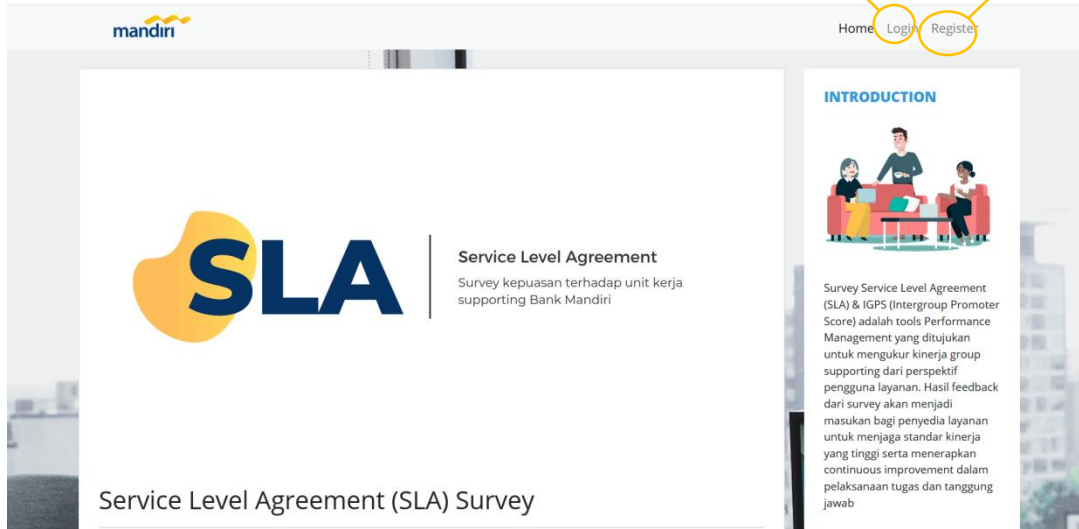 mandiri
Home Login Register
SLA
Service Level Agreement
Survey kepuasan terhadap unit kerja
supporting Bank Mandiri
Service Level Agreement (SLA) Survey
INTRODUCTION
Survey Service Level Agreement
(SLA) & IGPS (Intergroup Promoter
Score) adalah tools Performance
Management yang ditujukan
untuk mengukur kinerja group
supporting dari perspektif
pengguna layanan. Hasil feedback
dari survey akan menjadi
masukan bagi penyedia layanan
untuk menjaga standar kinerja
yang tinggi serta menerapkan
continuous improvement dalam
pelaksanaan tugas dan tanggung
jawab